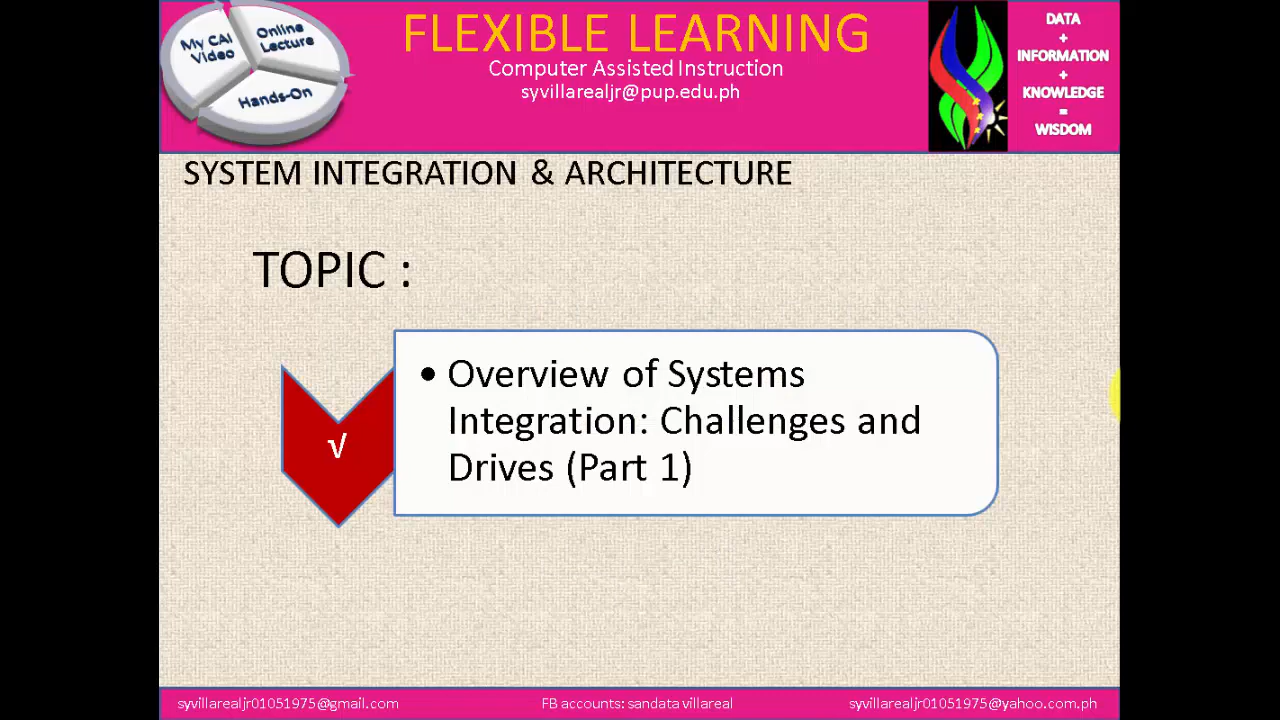 My CAI
Video
Online
Lecture
Hands-On
FLEXIBLE LEARNING
Computer Assisted Instruction
syvillarealjr@pup.edu.ph
DATA
+
INFORMATION
+
KNOWLEDGE
=
WISDOM
SYSTEM INTEGRATION & ARCHITECTURE
TOPIC :
√
• Overview of Systems
Integration: Challenges and
Drives (Part 1)
syvillarealjr01051975@gmail.com
FB accounts: sandata villareal
syvillarealjr01051975@yahoo.com.ph